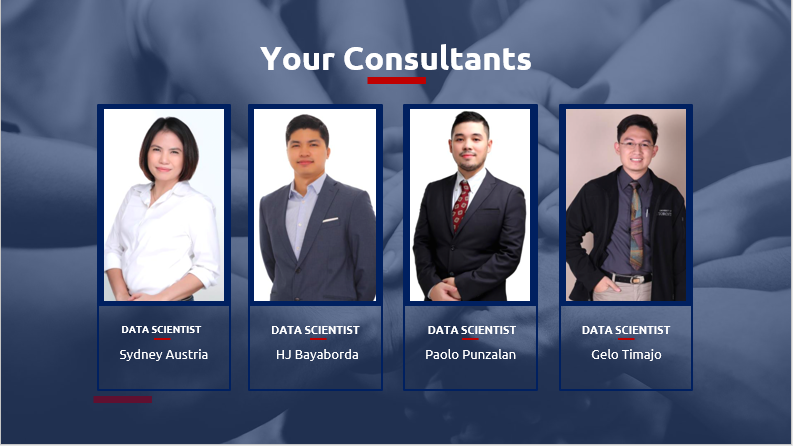 Your Consultants
DATA SCIENTIST
Sydney Austria
DATA SCIENTIST
HJ Bayaborda
DATA SCIENTIST
Paolo Punzalan
DATA SCIENTIST
Gelo Timajo